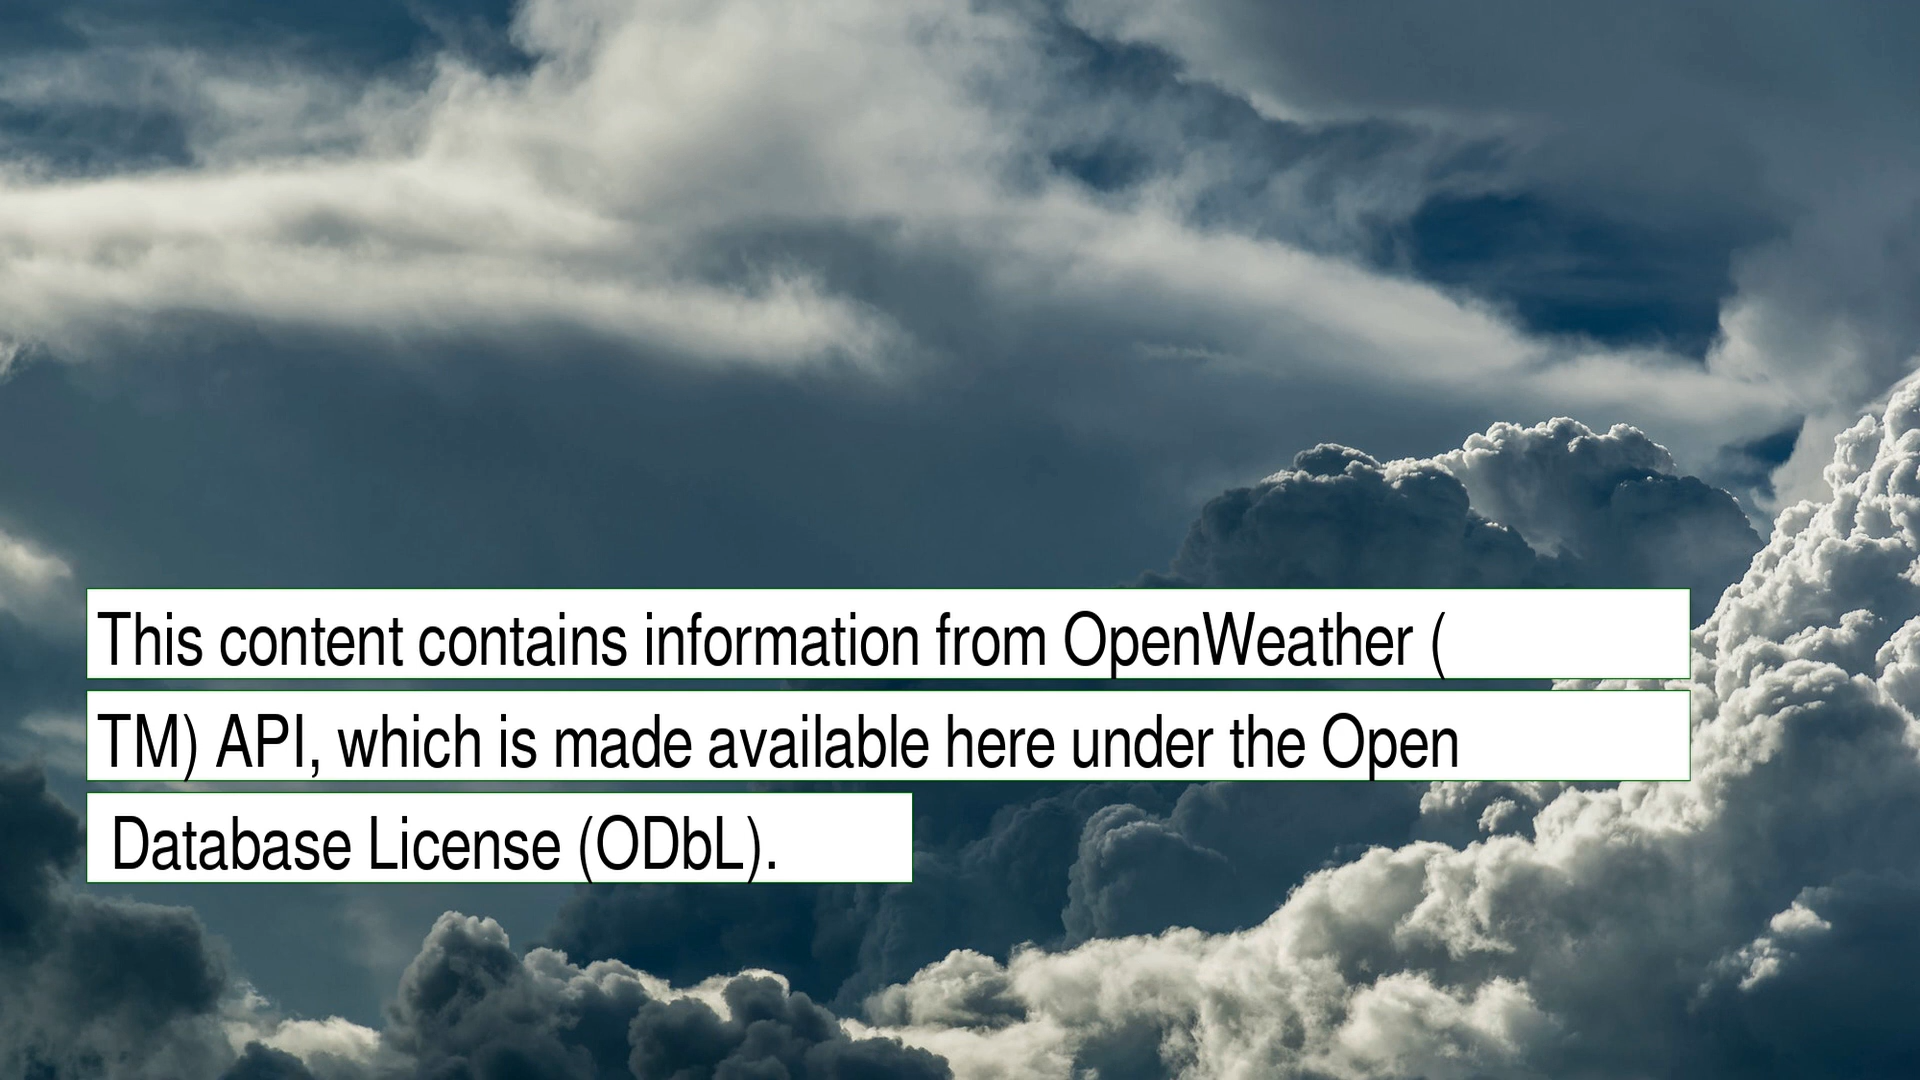 This content contains information from OpenWeather (
TM) API, which is made available here under the Open
Database License (ODbL).